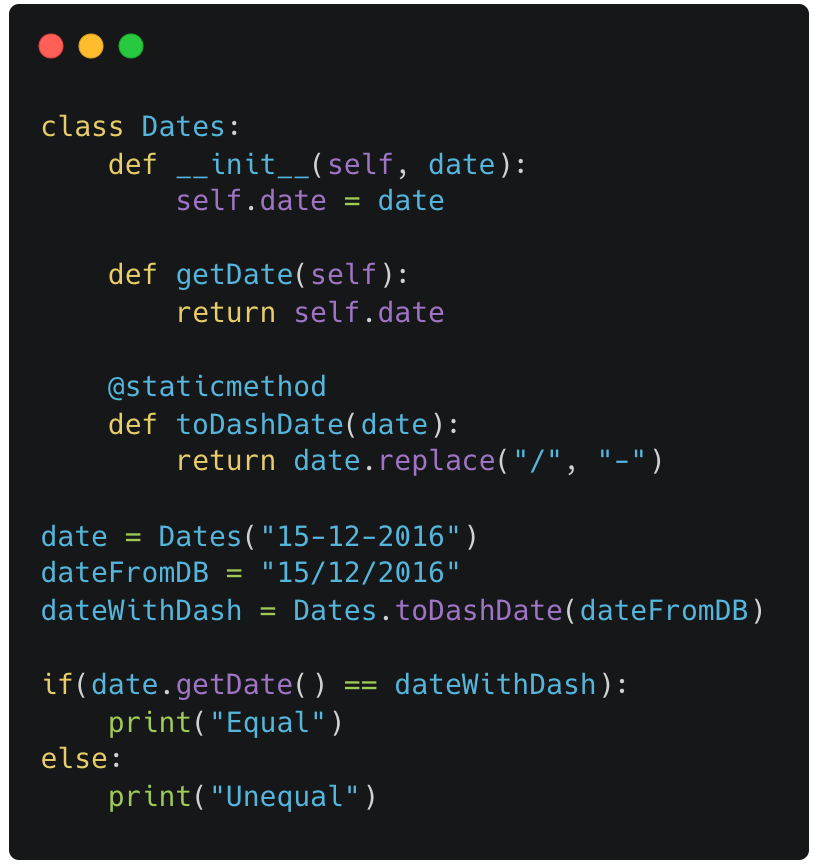 class Dates:
    def __init__(self, date):
        self.date = date

    def getDate(self):
        return self.date

    @staticmethod
    def toDashDate(date):
        return date.replace("/", "-")

date = Dates("15-12-2016")
dateFromDB = "15/12/2016"
dateWithDash = Dates.toDashDate(dateFromDB)

if(date.getDate() == dateWithDash):
    print("Equal")
else:
    print("Unequal")